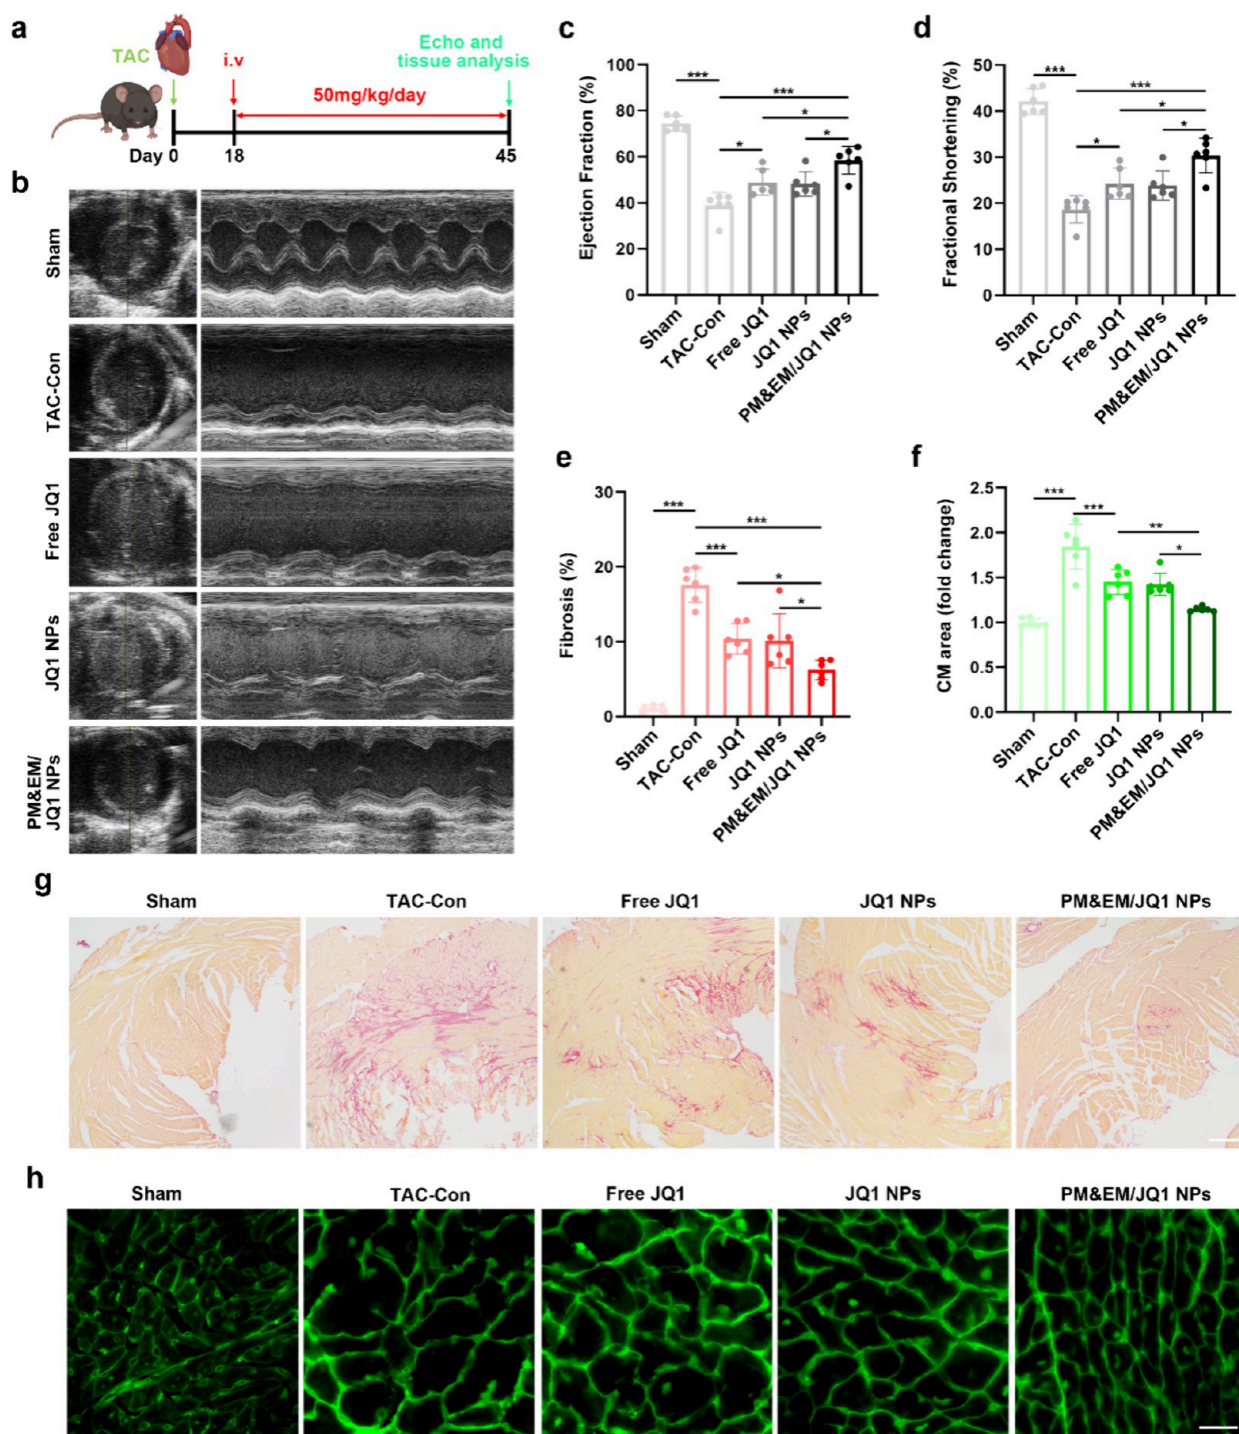 a
TAC
i.v
Echo and
tissue analysis
50mg/kg/day
Day 0
18
45
b
Sham
TAC-Con
Free JQ1
JQ1 NPs
PM&EM/
JQ1 NPs
c
Ejection Fraction (%)
100
80
60
40
20
0
***
***
*
*
*
Sham
TAC-Con
Free JQ1
JQ1 NPs
PM&EM/JQ1 NPs
d
Fractional Shortening (%)
50
40
30
20
10
0
***
***
*
*
*
Sham
TAC-Con
Free JQ1
JQ1 NPs
PM&EM/JQ1 NPs
e
Fibrosis (%)
30
20
10
0
***
***
***
*
*
Sham
TAC-Con
Free JQ1
JQ1 NPs
PM&EM/JQ1 NPs
f
CM area (fold change)
2.5
2.0
1.5
1.0
0.5
0.0
***
***
**
*
Sham
TAC-Con
Free JQ1
JQ1 NPs
PM&EM/JQ1 NPs
g
Sham
TAC-Con
Free JQ1
JQ1 NPs
PM&EM/JQ1 NPs
h
Sham
TAC-Con
Free JQ1
JQ1 NPs
PM&EM/JQ1 NPs